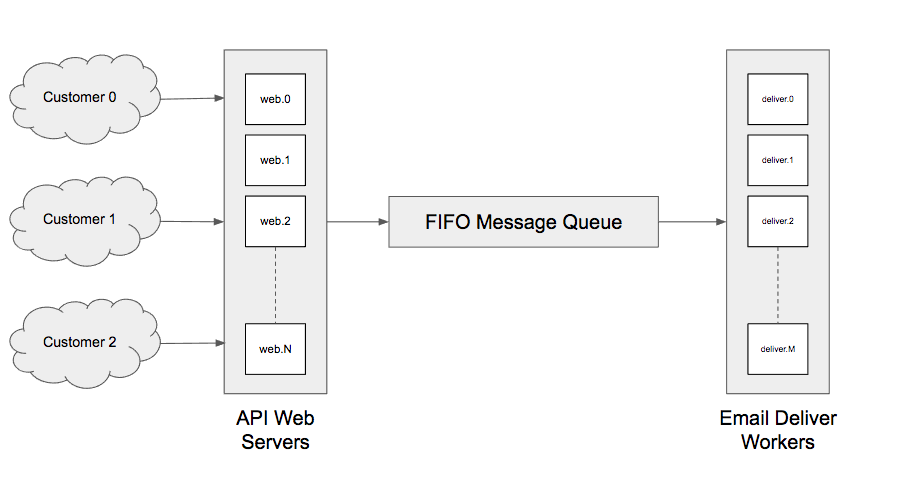 Customer 0
Customer 1
Customer 2
web.0
web.1
web.2
web.N
API Web
Servers
FIFO Message Queue
deliver.0
deliver.1
deliver.2
deliver.M
Email Deliver
Workers